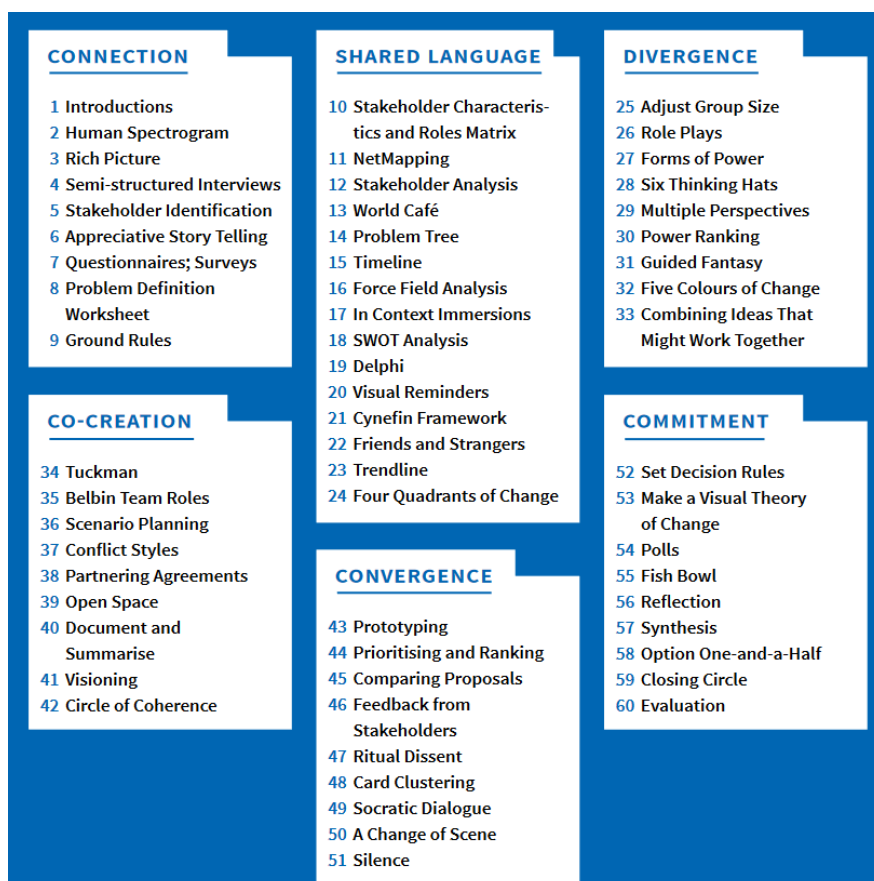 CONNECTION
1 Introductions
2 Human Spectrogram
3 Rich Picture
4 Semi-structured Interviews
5 Stakeholder Identification
6 Appreciative Story Telling
7 Questionnaires; Surveys
8 Problem Definition
Worksheet
9 Ground Rules
SHARED LANGUAGE
10 Stakeholder Characteris-
tics and Roles Matrix
11 NetMapping
12 Stakeholder Analysis
13 World Café
14 Problem Tree
15 Timeline
16 Force Field Analysis
17 In Context Immersions
18 SWOT Analysis
19 Delphi
20 Visual Reminders
21 Cynefin Framework
22 Friends and Strangers
23 Trendline
24 Four Quadrants of Change
DIVERGENCE
25 Adjust Group Size
26 Role Plays
27 Forms of Power
28 Six Thinking Hats
29 Multiple Perspectives
30 Power Ranking
31 Guided Fantasy
32 Five Colours of Change
33 Combining Ideas That
Might Work Together
CO-CREATION
34 Tuckman
35 Belbin Team Roles
36 Scenario Planning
37 Conflict Styles
38 Partnering Agreements
39 Open Space
40 Document and
Summarise
41 Visioning
42 Circle of Coherence
CONVERGENCE
43 Prototyping
44 Prioritising and Ranking
45 Comparing Proposals
46 Feedback from
Stakeholders
47 Ritual Dissent
48 Card Clustering
49 Socratic Dialogue
50 A Change of Scene
51 Silence
COMMITMENT
52 Set Decision Rules
53 Make a Visual Theory
of Change
54 Polls
55 Fish Bowl
56 Reflection
57 Synthesis
58 Option One-and-a-Half
59 Closing Circle
60 Evaluation